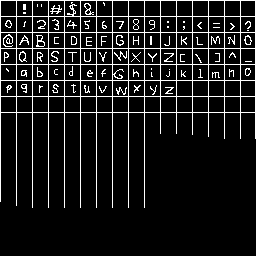 ! " # $ & '
0 1 2 3 4 5 6 7 8 9 : ; < = > ?
@ A B C D E F G H I J K L M N O
P Q R S T U V W X Y Z [ \ ] ^ _
` a b c d e f G h i j k l m n o
p q r s t u v w x y z